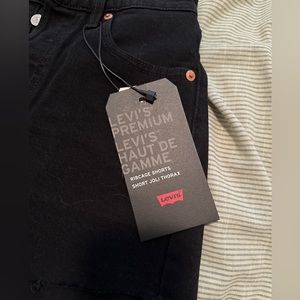 LEVI'S
PREMIUM
LEVI'S
HAUT DE
GAMME
RIBCAGE SHORTS
SHORT JOLI THORAX
Levi's